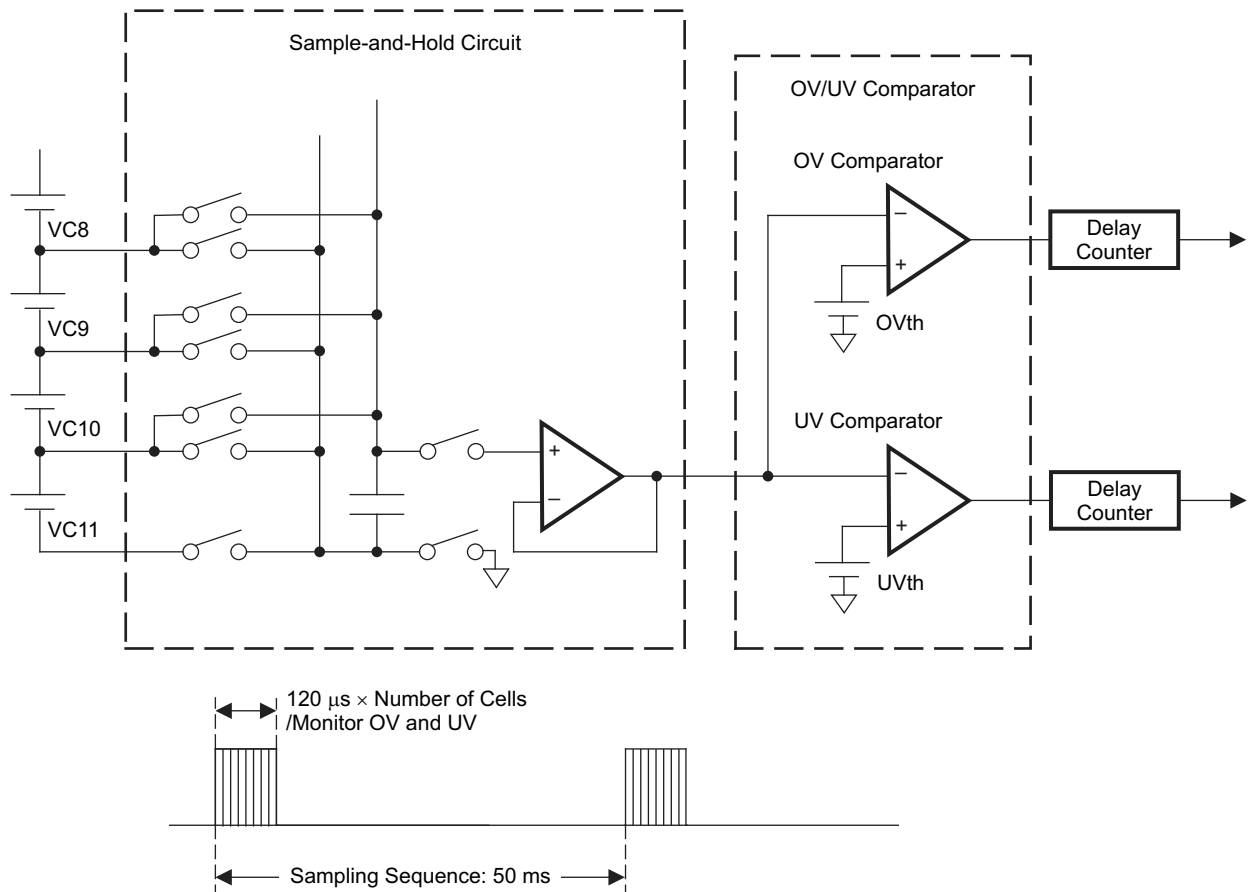 Sample-and-Hold Circuit
OV/UV Comparator
OV Comparator
VC8
−
+
Delay
Counter
OVth
VC9
VC10
UV Comparator
+
−
−
+
Delay
Counter
VC11
UVth
120 μs × Number of Cells
/Monitor OV and UV
Sampling Sequence: 50 ms